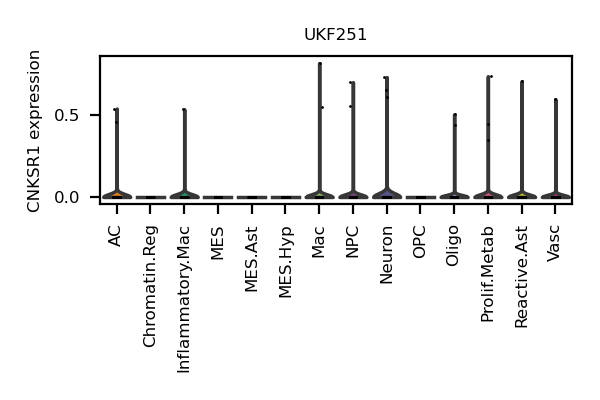 UKF251
CNKSR1 expression
0.5
0.0
AC
Chromatin.Reg
Inflammatory.Mac
MES
MES.Ast
MES.Hyp
Mac
NPC
Neuron
OPC
Oligo
Prolif.Metab
Reactive.Ast
Vasc